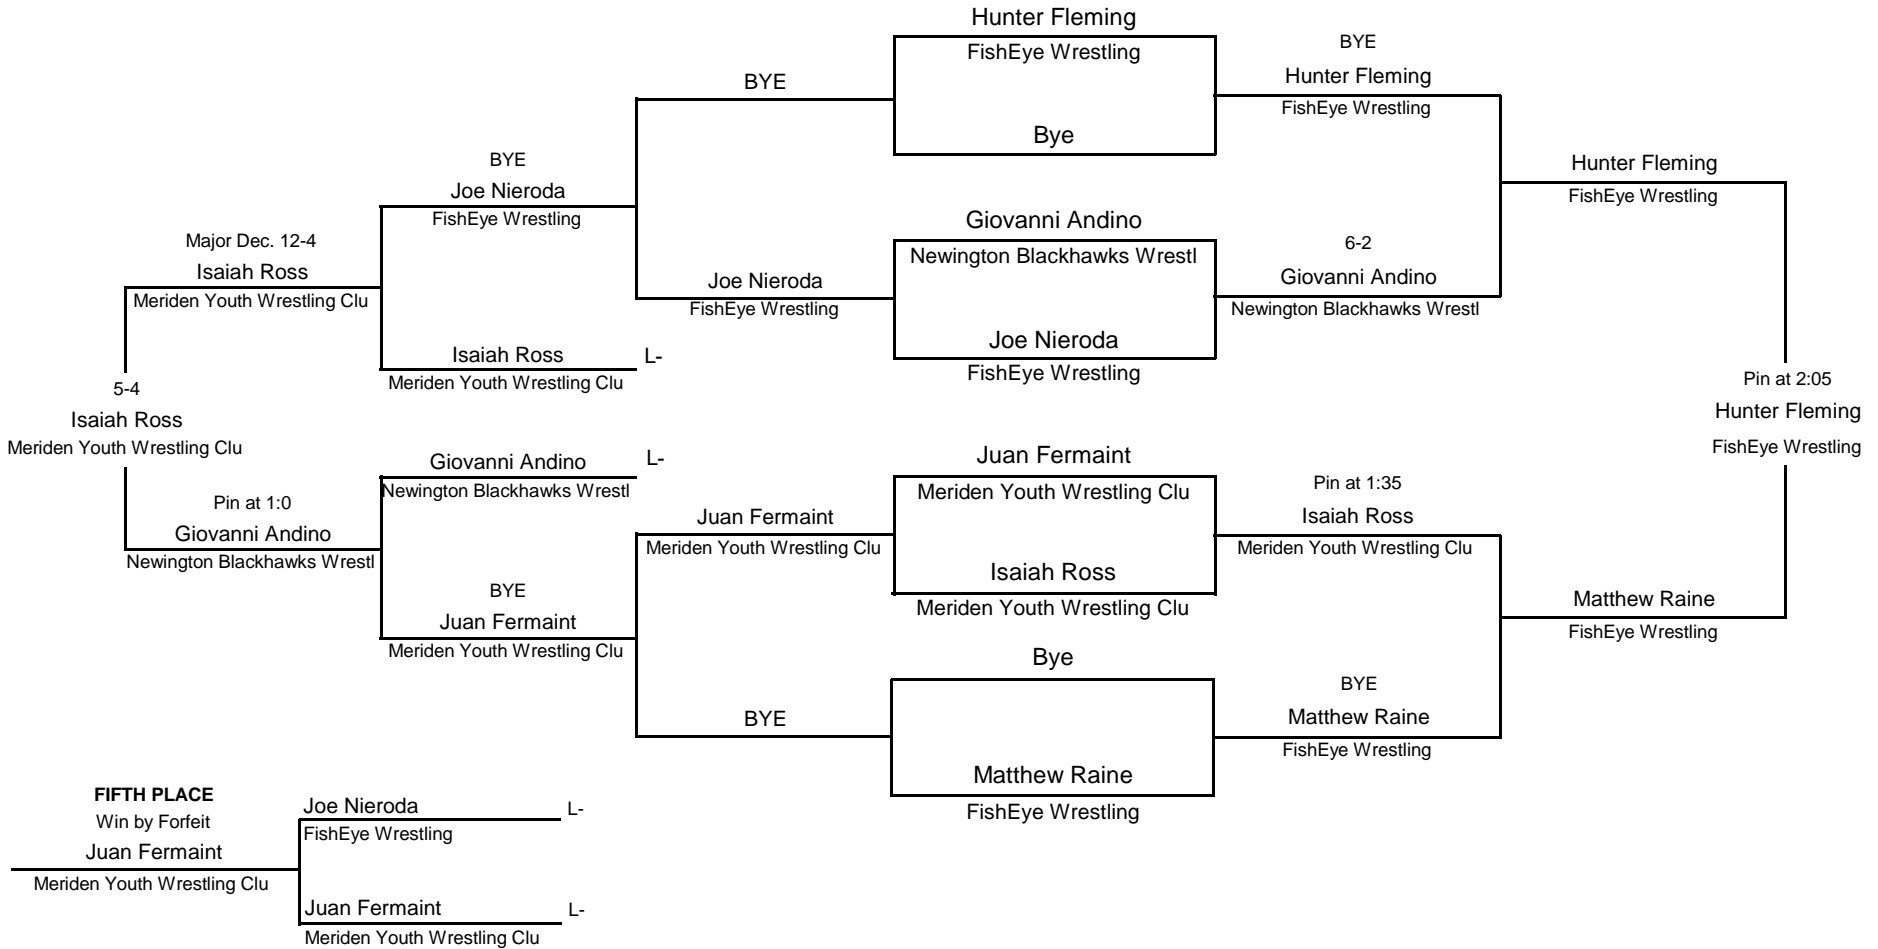 Hunter Fleming
FishEye Wrestling
BYE
Hunter Fleming
FishEye Wrestling
BYE
Bye
BYE
Joe Nieroda
FishEye Wrestling
Hunter Fleming
FishEye Wrestling
Giovanni Andino
Newington Blackhawks Wrestl
Major Dec. 12-4
Isaiah Ross
Meriden Youth Wrestling Clu
6-2
Giovanni Andino
Newington Blackhawks Wrestl
Joe Nieroda
FishEye Wrestling
Joe Nieroda
FishEye Wrestling
Isaiah Ross
L-
Meriden Youth Wrestling Clu
5-4
Isaiah Ross
Meriden Youth Wrestling Clu
Pin at 2:05
Hunter Fleming
FishEye Wrestling
Giovanni Andino
L-
Newington Blackhawks Wrestl
Juan Fermaint
Meriden Youth Wrestling Clu
Pin at 1:35
Isaiah Ross
Meriden Youth Wrestling Clu
Pin at 1:0
Giovanni Andino
Newington Blackhawks Wrestl
Juan Fermaint
Meriden Youth Wrestling Clu
Isaiah Ross
Meriden Youth Wrestling Clu
BYE
Juan Fermaint
Meriden Youth Wrestling Clu
Matthew Raine
FishEye Wrestling
Bye
BYE
Matthew Raine
FishEye Wrestling
BYE
Matthew Raine
FishEye Wrestling
FIFTH PLACE
Win by Forfeit
Juan Fermaint
Meriden Youth Wrestling Clu
Joe Nieroda
L-
FishEye Wrestling
Juan Fermaint
L-
Meriden Youth Wrestling Clu